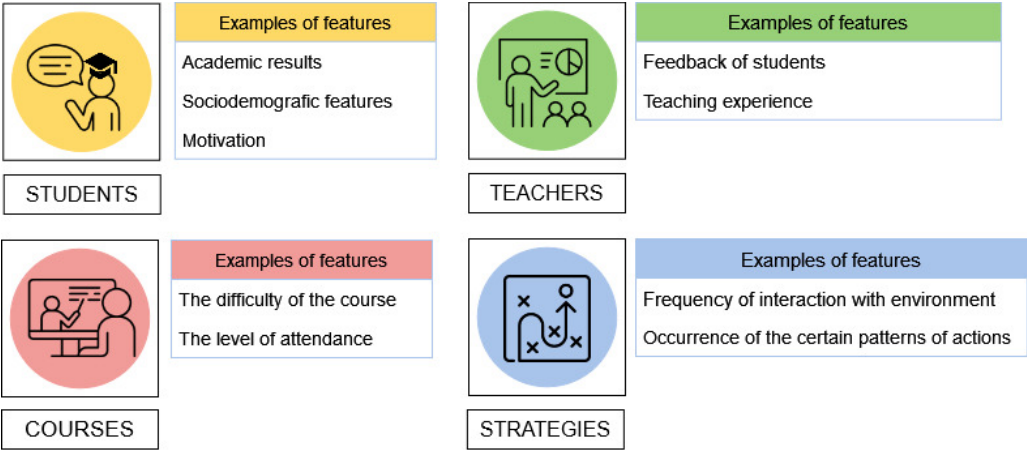 Examples of features
Academic results
Sociodemografic features
Motivation
STUDENTS
Examples of features
Feedback of students
Teaching experience
TEACHERS
Examples of features
The difficulty of the course
The level of attendance
COURSES
Examples of features
Frequency of interaction with environment
Occurrence of the certain patterns of actions
STRATEGIES